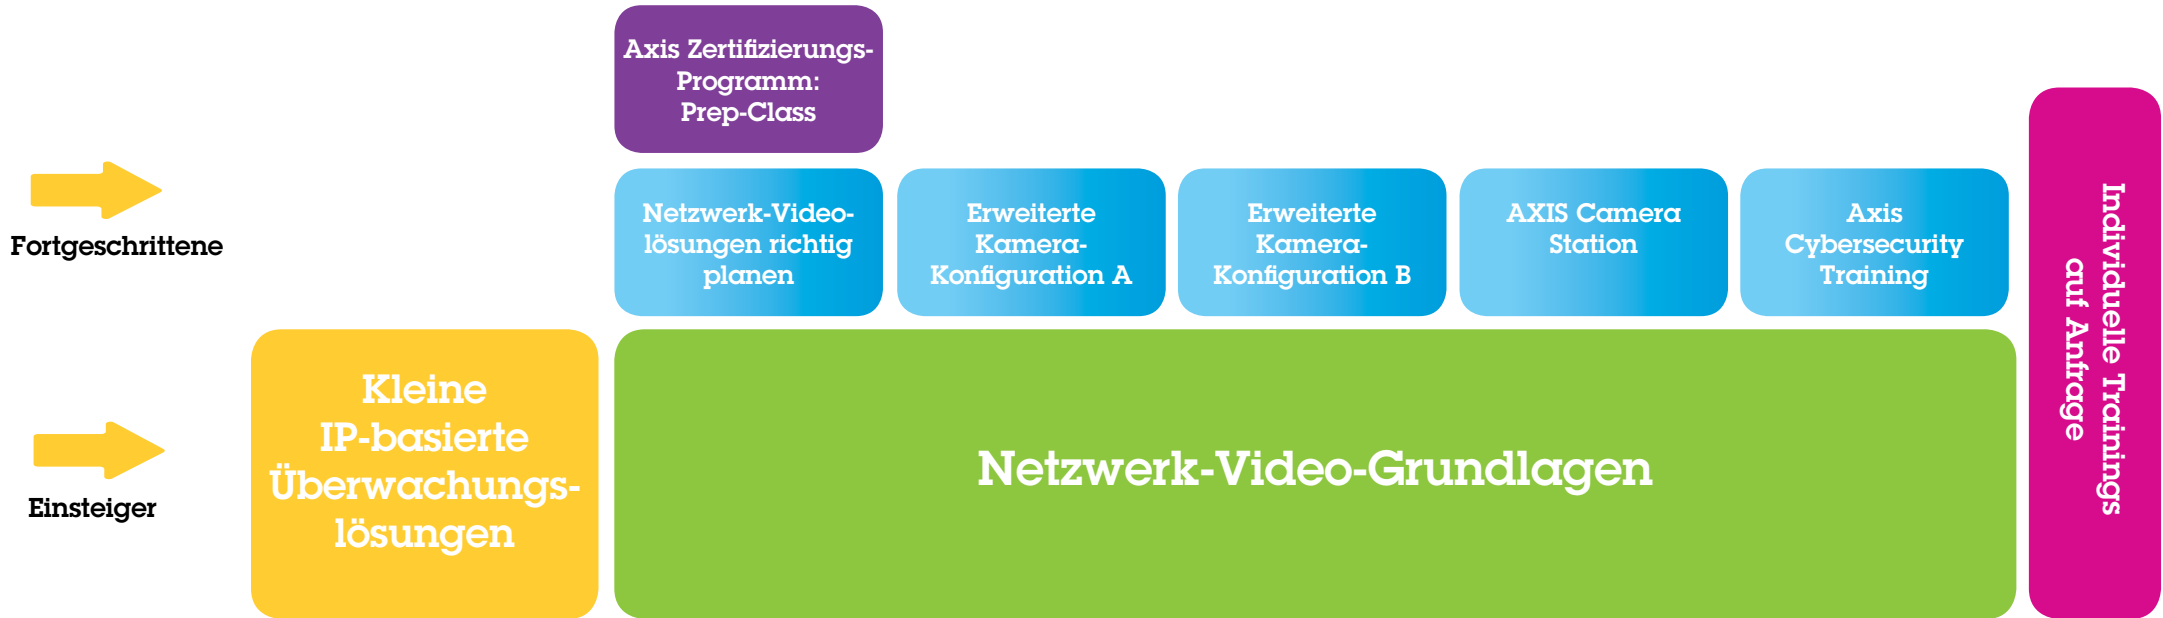 Axis Zertifizierungs-
Programm:
Prep-Class
Fortgeschrittene
Netzwerk-Video-
lösungen richtig
planen
Erweiterte
Kamera-
Konfiguration A
Erweiterte
Kamera-
Konfiguration B
AXIS Camera
Station
Axis
Cybersecurity
Training
Einsteiger
Kleine
IP-basierte
Überwachungs-
lösungen
Netzwerk-Video-Grundlagen
Individuelle Trainings
auf Anfrage